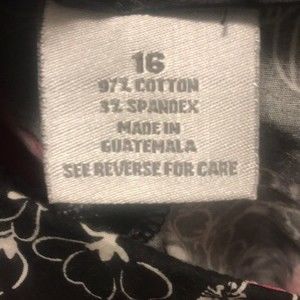 16
97% COTTON
3% SPANDEX
MADE IN
GUATEMALA
SEE REVERSE FOR CARE